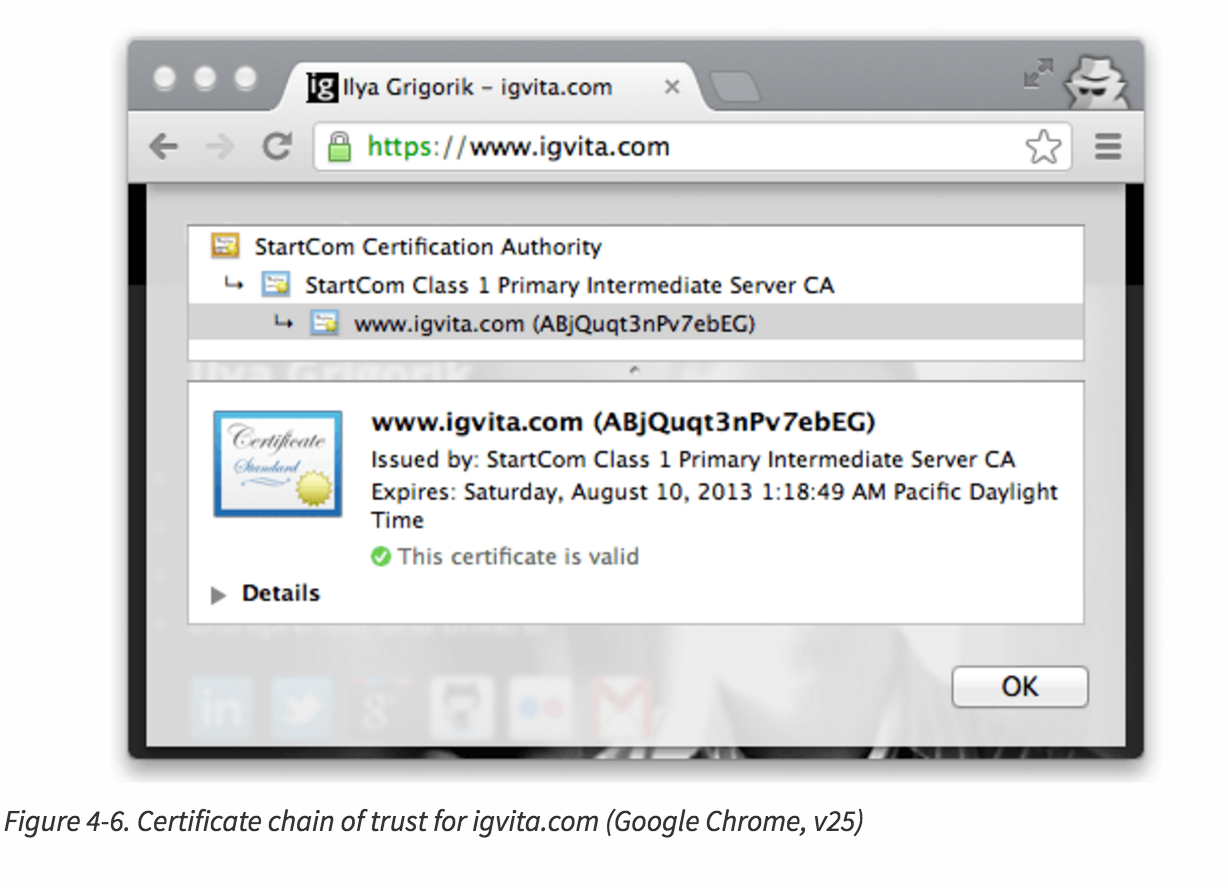 ig Ilya Grigorik – igvita.com
https://www.igvita.com
StartCom Certification Authority
StartCom Class 1 Primary Intermediate Server CA
www.igvita.com (ABjQuqt3nPv7ebEG)
Ilya Grigorik
Certificate
Standard
www.igvita.com (ABjQuqt3nPv7ebEG)
Issued by: StartCom Class 1 Primary Intermediate Server CA
Expires: Saturday, August 10, 2013 1:18:49 AM Pacific Daylight
Time
This certificate is valid
Details
in
OK
Figure 4-6. Certificate chain of trust for igvita.com (Google Chrome, v25)